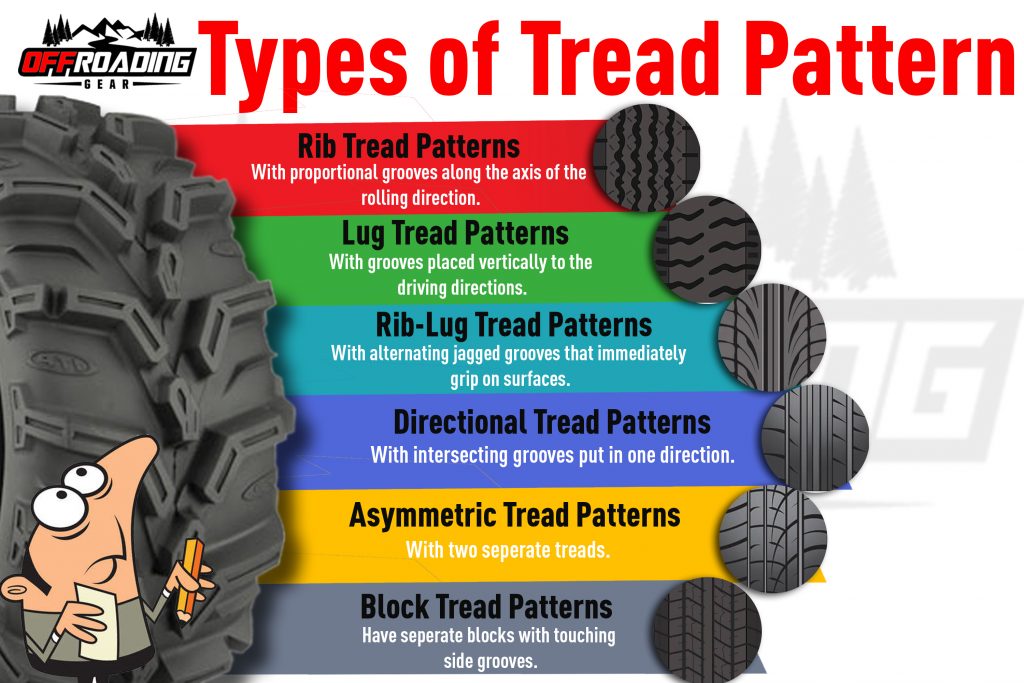 OFFROADING
GEAR
Types of Tread Pattern
Rib Tread Patterns
With proportional grooves along the axis of the
rolling direction.
Lug Tread Patterns
With grooves placed vertically to the
driving directions.
Rib-Lug Tread Patterns
With alternating jagged grooves that immediately
grip on surfaces.
Directional Tread Patterns
With intersecting grooves put in one direction.
Asymmetric Tread Patterns
With two seperate treads.
Block Tread Patterns
Have seperate blocks with touching
side grooves.